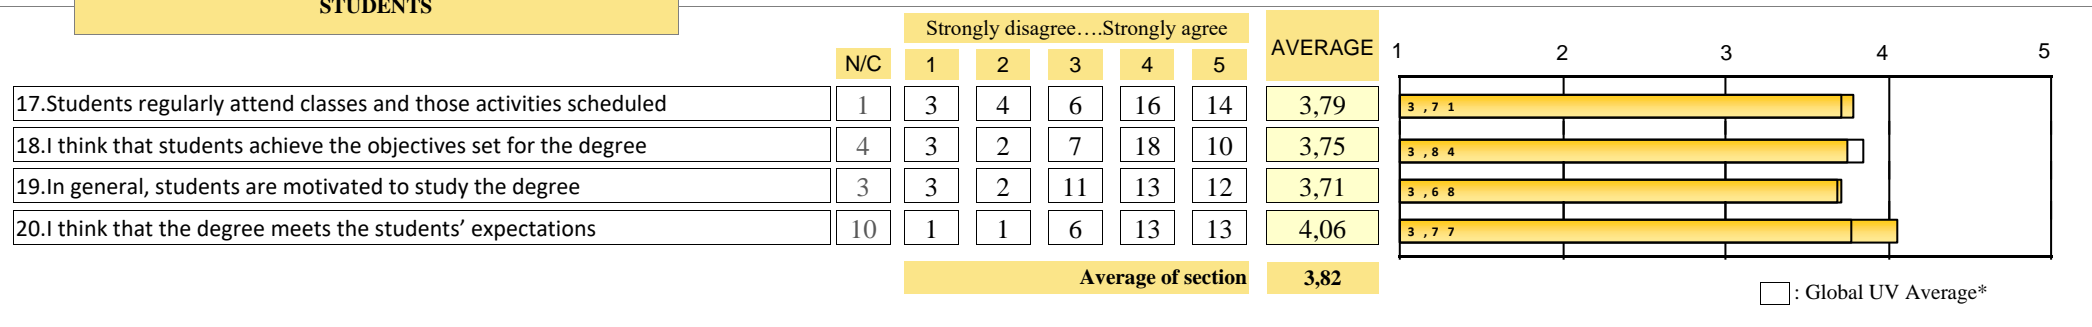 STUDENTS
Strongly disagree….Strongly agree
AVERAGE
N/C 1 2 3 4 5
1 2 3 4 5
17.Students regularly attend classes and those activities scheduled 1 3 4 6 16 14 3,79 3,71
18.I think that students achieve the objectives set for the degree 4 3 2 7 18 10 3,75 3,84
19.In general, students are motivated to study the degree 3 3 2 11 13 12 3,71 3,68
20.I think that the degree meets the students’ expectations 10 1 1 6 13 13 4,06 3,77
Average of section 3,82
: Global UV Average*